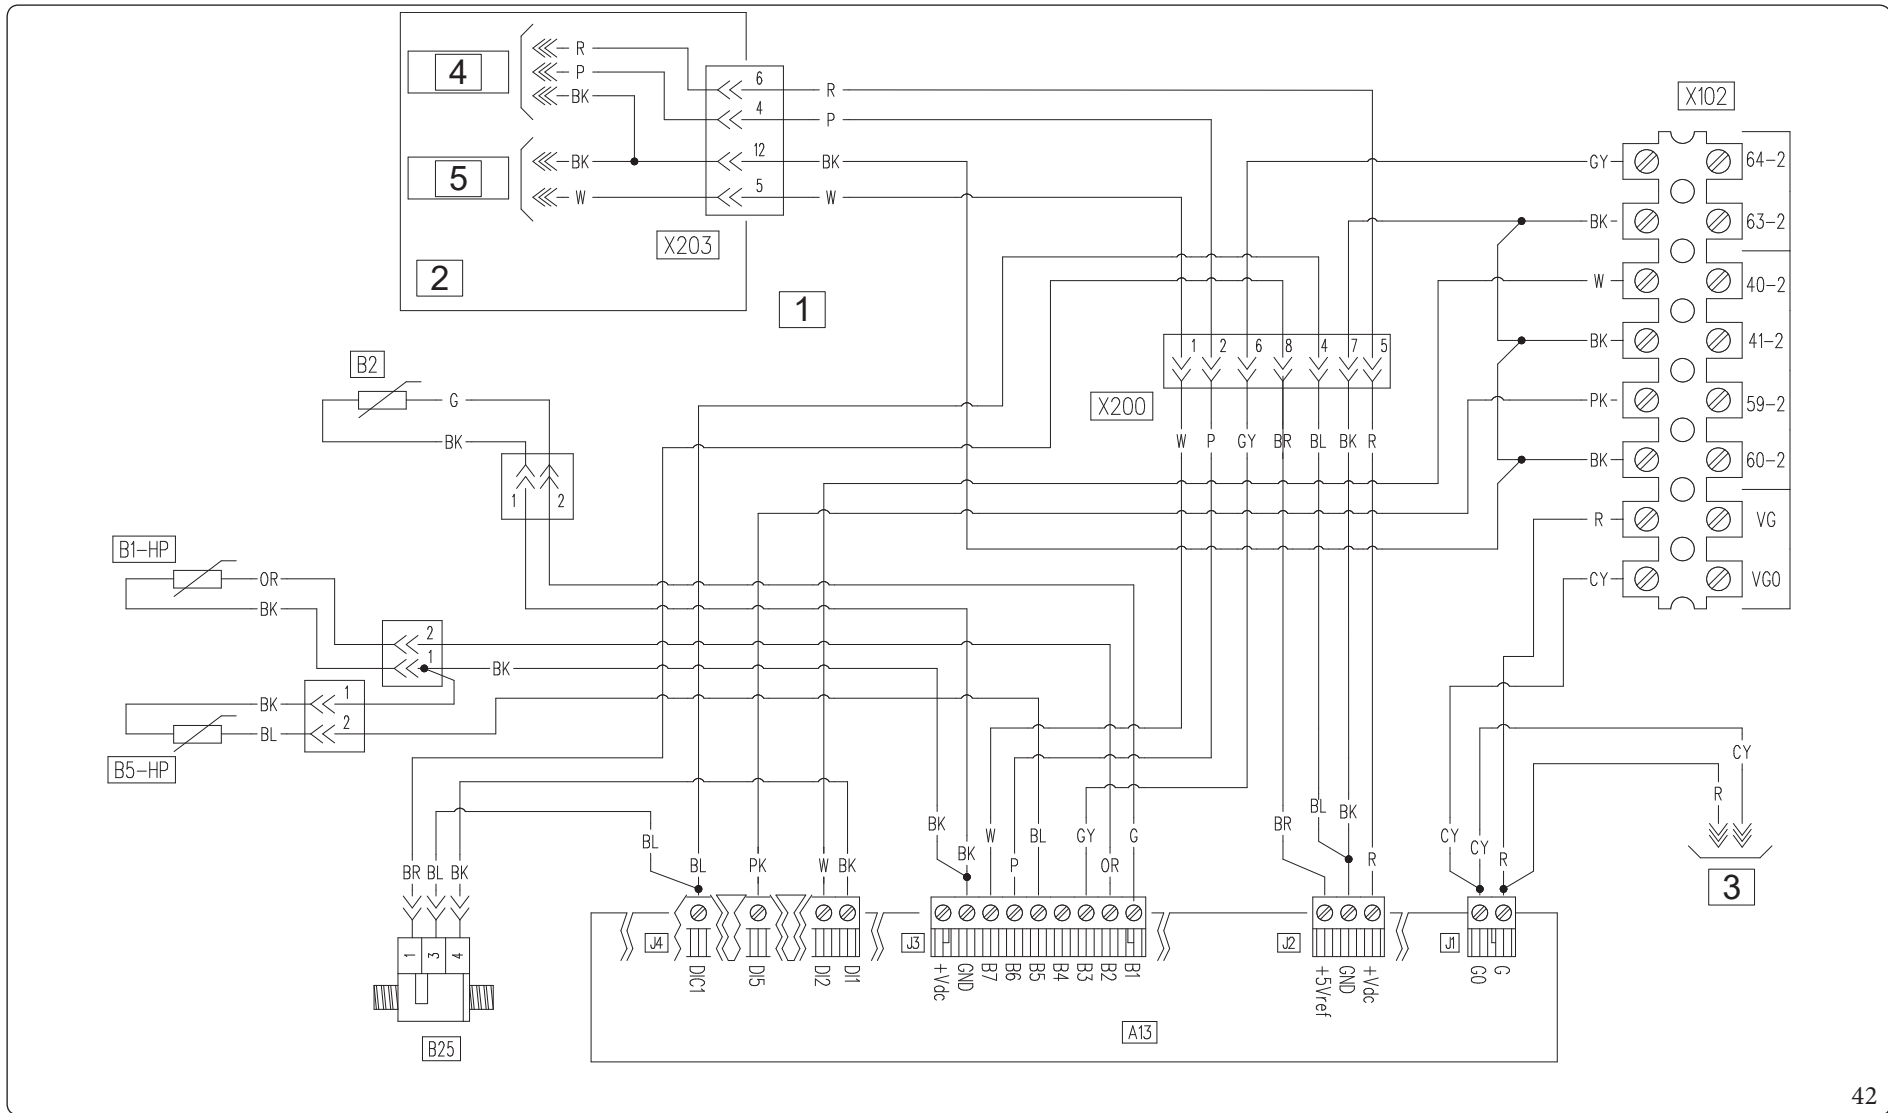 4
R
P
BK
6
R
4
P
5
BK
12
BK
W
5
W
X203
2
1
X102
GY
64-2
BK
63-2
W
40-2
BK
41-2
PK
59-2
BK
60-2
R
VG
CY
VG0
1
2
6
8
4
7
5
X200
W
P
GY
BR
BL
BK
R
B2
G
BK
1
2
B1-HP
OR
BK
2
1
BK
BK
1
2
BL
B5-HP
CY
R
3
BR
BL
BK
BL
BL
PK
W
BK
BK
BK
W
P
BL
GY
OR
G
BR
BL
BK
R
CY
CY
R
1
3
4
B25
J4
DIC1
DI5
DI2
DI1
J3
+Vdc
GND
B7
B6
B5
B4
B3
B2
B1
J2
+5Vref
GND
+Vdc
J1
G0
G
A13
42